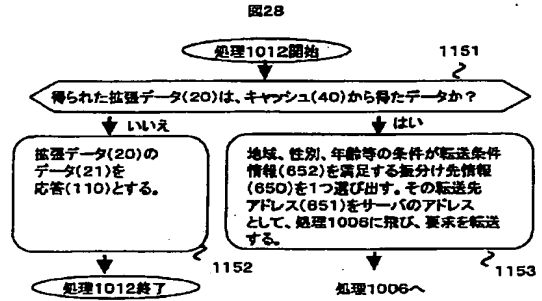 図28
処理1012開始
1151
得られた拡張データ(20)は、キャッシュ(40)から得たデータか？
いいえ
はい
拡張データ(20)の
データ(21)を
応答(110)とする。
地域、性別、年齢等の条件が転送条件
情報(652)を満足する振分け先情報
(650)を1つ選び出す。その転送先
アドレス(651)をサーバのアドレス
として、処理1006に飛び、要求を転送
する。
1152
1153
処理1012終了
処理1006へ